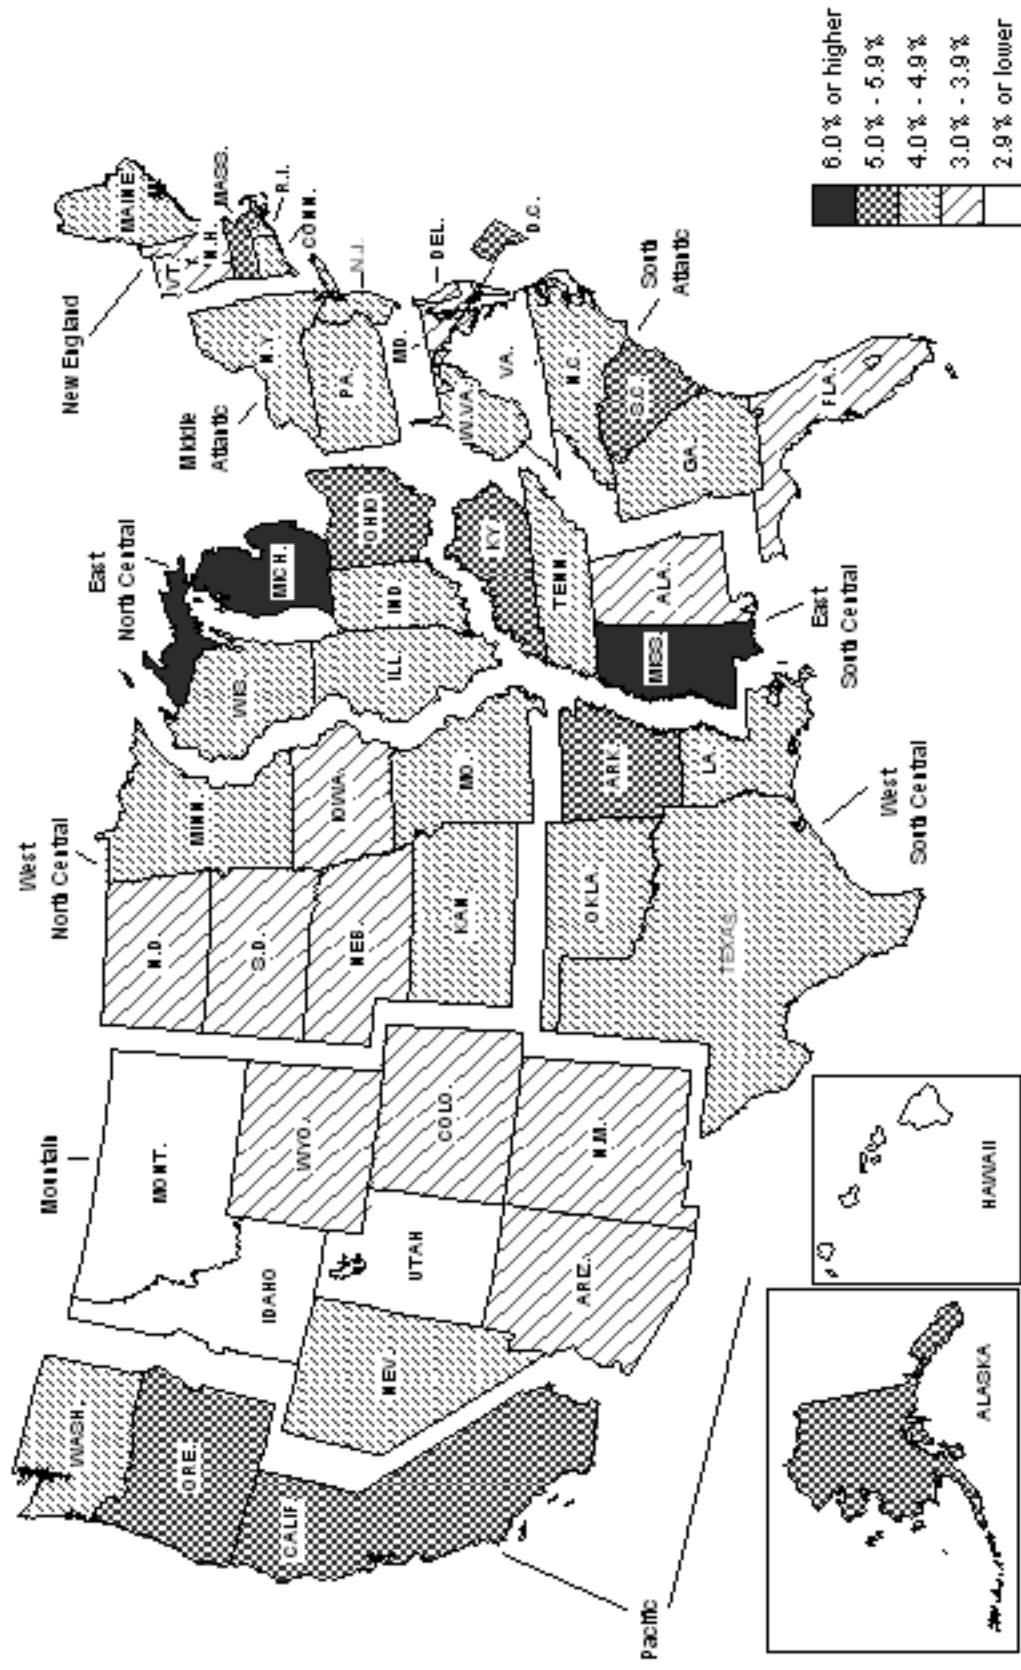 New England
Middle
Atlantic
East
North Central
West
North Central
Mountain
Pacific
West
South Central
East
South Central
South
Atlantic
WASH.
ORE.
CALIF.
NEV.
IDAHO
MONT.
WYO.
UTAH
COLO.
ARIZ.
N.M.
N.D.
S.D.
NEB.
KAN.
OKLA.
TEXAS
MINN.
IOWA
MO.
ARK.
LA.
WIS.
ILL.
MICH.
IND.
OHIO
KY.
TENN.
MISS.
ALA.
GA.
FLA.
S.C.
N.C.
VA.
W.VA.
MD.
DEL.
D.C.
PA.
N.J.
N.Y.
CONN.
R.I.
MASS.
N.H.
VT.
MAINE
ALASKA
HAWAII
6.0% or higher
5.0% - 5.9%
4.0% - 4.9%
3.0% - 3.9%
2.9% or lower